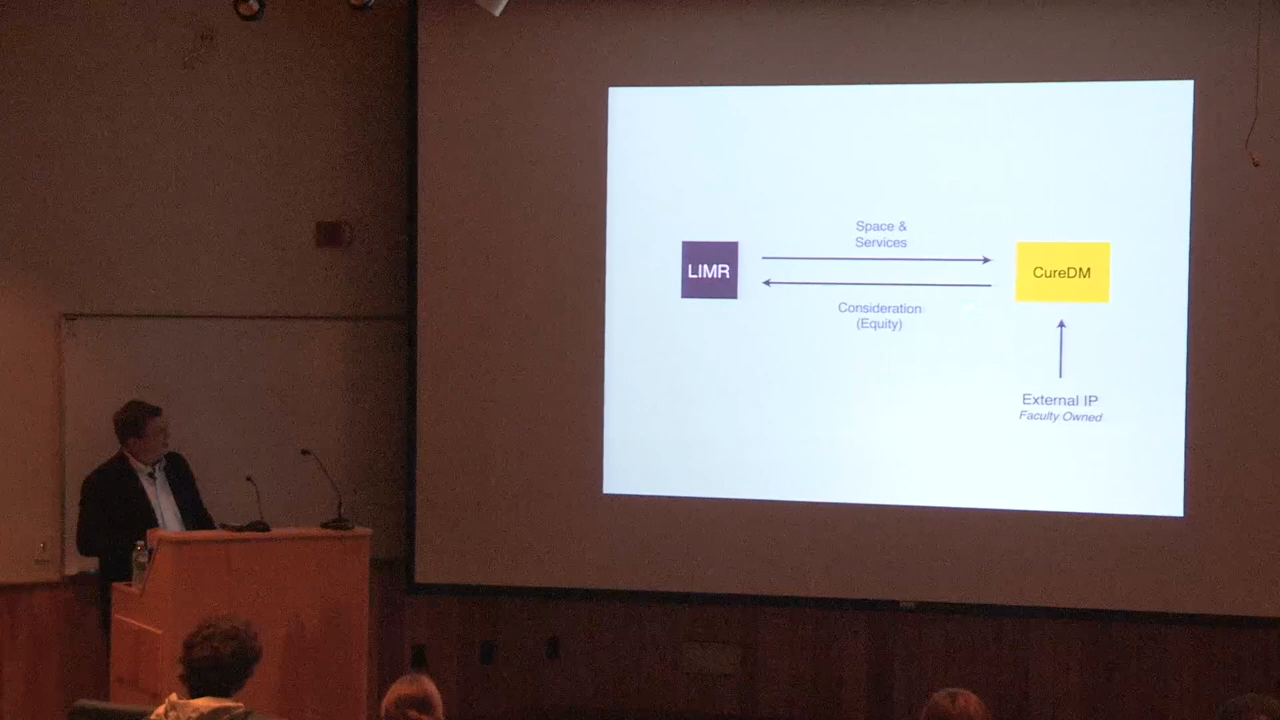 Space &
Services
LIMR
CureDM
Consideration
(Equity)
External IP
Faculty Owned